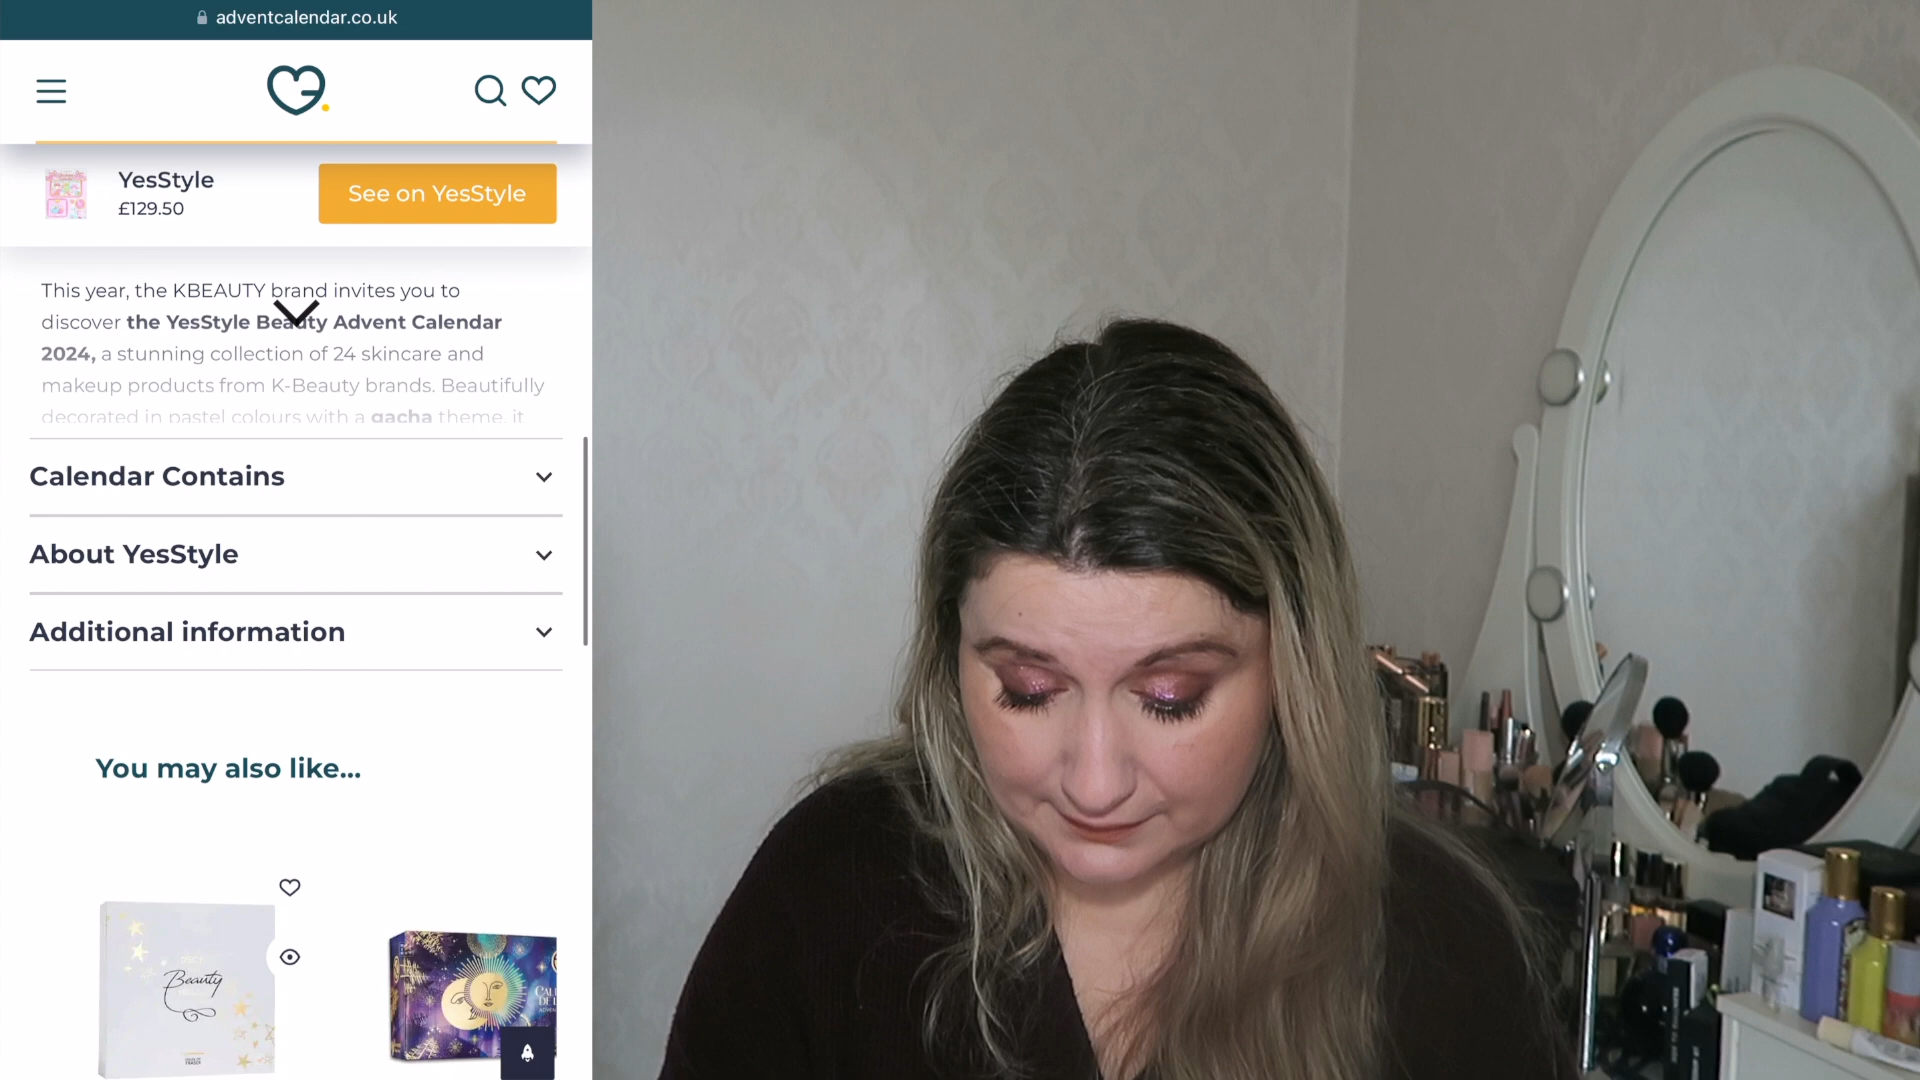 adventcalendar.co.uk
YesStyle
£129.50
See on YesStyle
This year, the KBEAUTY brand invites you to
discover the YesStyle Beauty Advent Calendar
2024, a stunning collection of 24 skincare and
makeup products from K-Beauty brands. Beautifully
decorated in pastel colours with a gacha theme, it
Calendar Contains
About YesStyle
Additional information
You may also like...
Beauty